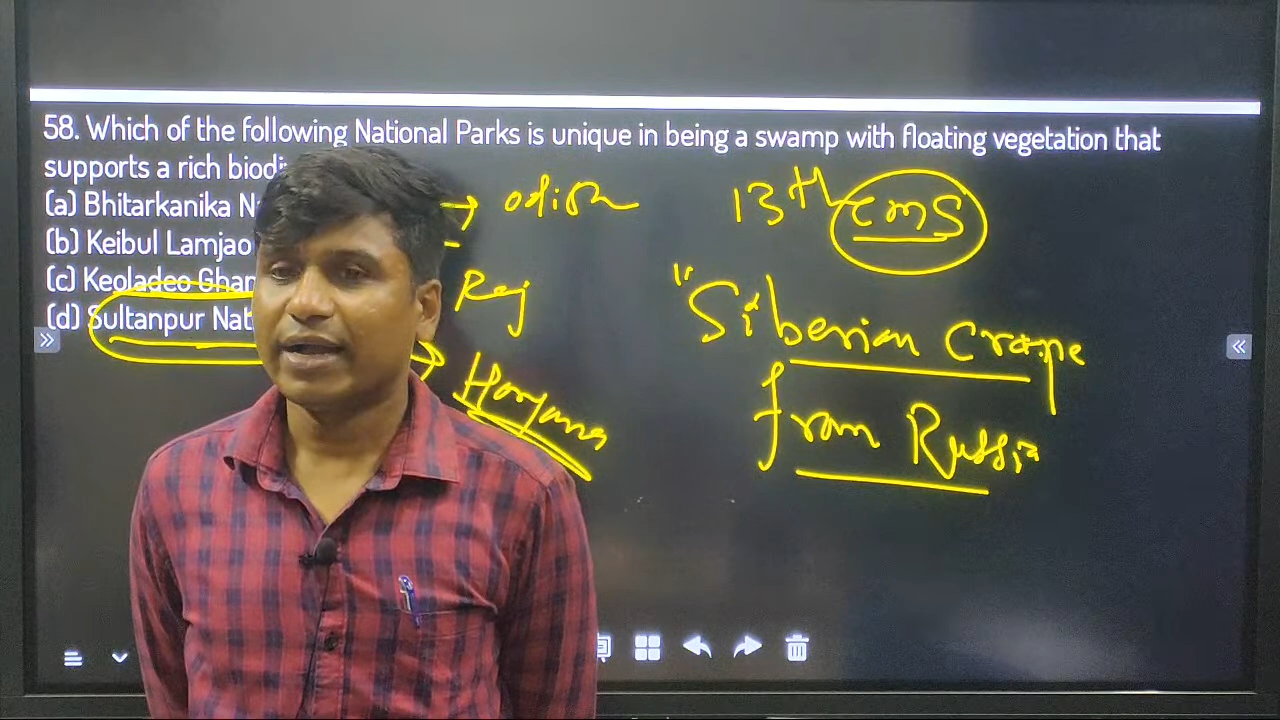 58. Which of the following National Parks is unique in being a swamp with floating vegetation that
supports a rich biodi
(a) Bhitarkanika N
(b) Keibul Lamjao
(c) Keoladeo Ghan
(d) Sultanpur Nat
→ odisha
Raj
→ Haryana
13th CMS
"Siberian Crane
from Russia